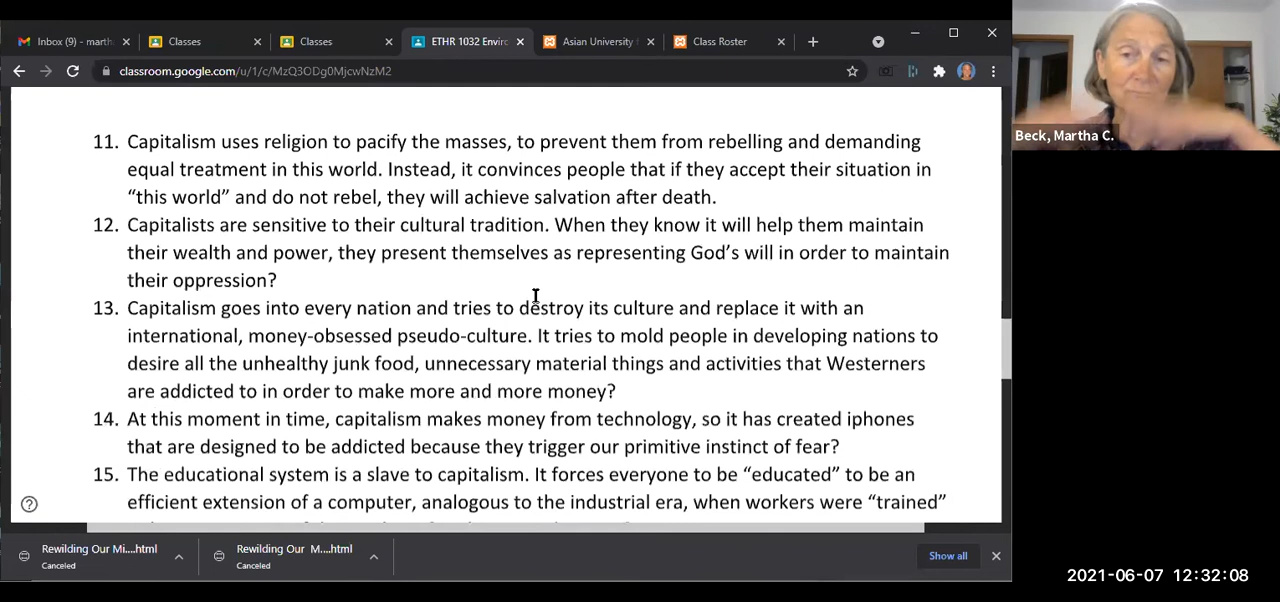 Inbox (9) - marth
Classes
Classes
ETHR 1032 Enviro
Asian University f
Class Roster
classroom.google.com/u/1/c/MzQ3ODg0MjcwNzM2
Beck, Martha C.
11. Capitalism uses religion to pacify the masses, to prevent them from rebelling and demanding
equal treatment in this world. Instead, it convinces people that if they accept their situation in
“this world” and do not rebel, they will achieve salvation after death.
12. Capitalists are sensitive to their cultural tradition. When they know it will help them maintain
their wealth and power, they present themselves as representing God’s will in order to maintain
their oppression?
13. Capitalism goes into every nation and tries to destroy its culture and replace it with an
international, money-obsessed pseudo-culture. It tries to mold people in developing nations to
desire all the unhealthy junk food, unnecessary material things and activities that Westerners
are addicted to in order to make more and more money?
14. At this moment in time, capitalism makes money from technology, so it has created iphones
that are designed to be addicted because they trigger our primitive instinct of fear?
15. The educational system is a slave to capitalism. It forces everyone to be “educated” to be an
efficient extension of a computer, analogous to the industrial era, when workers were “trained”
Rewilding Our Mi....html
Canceled
Rewilding Our M....html
Canceled
Show all
2021-06-07 12:32:08